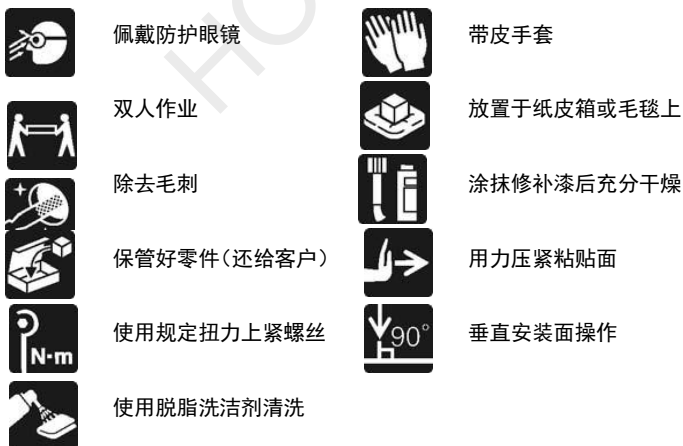 HO
佩戴防护眼镜
带皮手套
双人作业
放置于纸皮箱或毛毯上
除去毛刺
涂抹修补漆后充分干燥
保管好零件（还给客户）
用力压紧粘贴面
N·m
使用规定扭力上紧螺丝
90°
垂直安装面操作
使用脱脂洗洁剂清洗